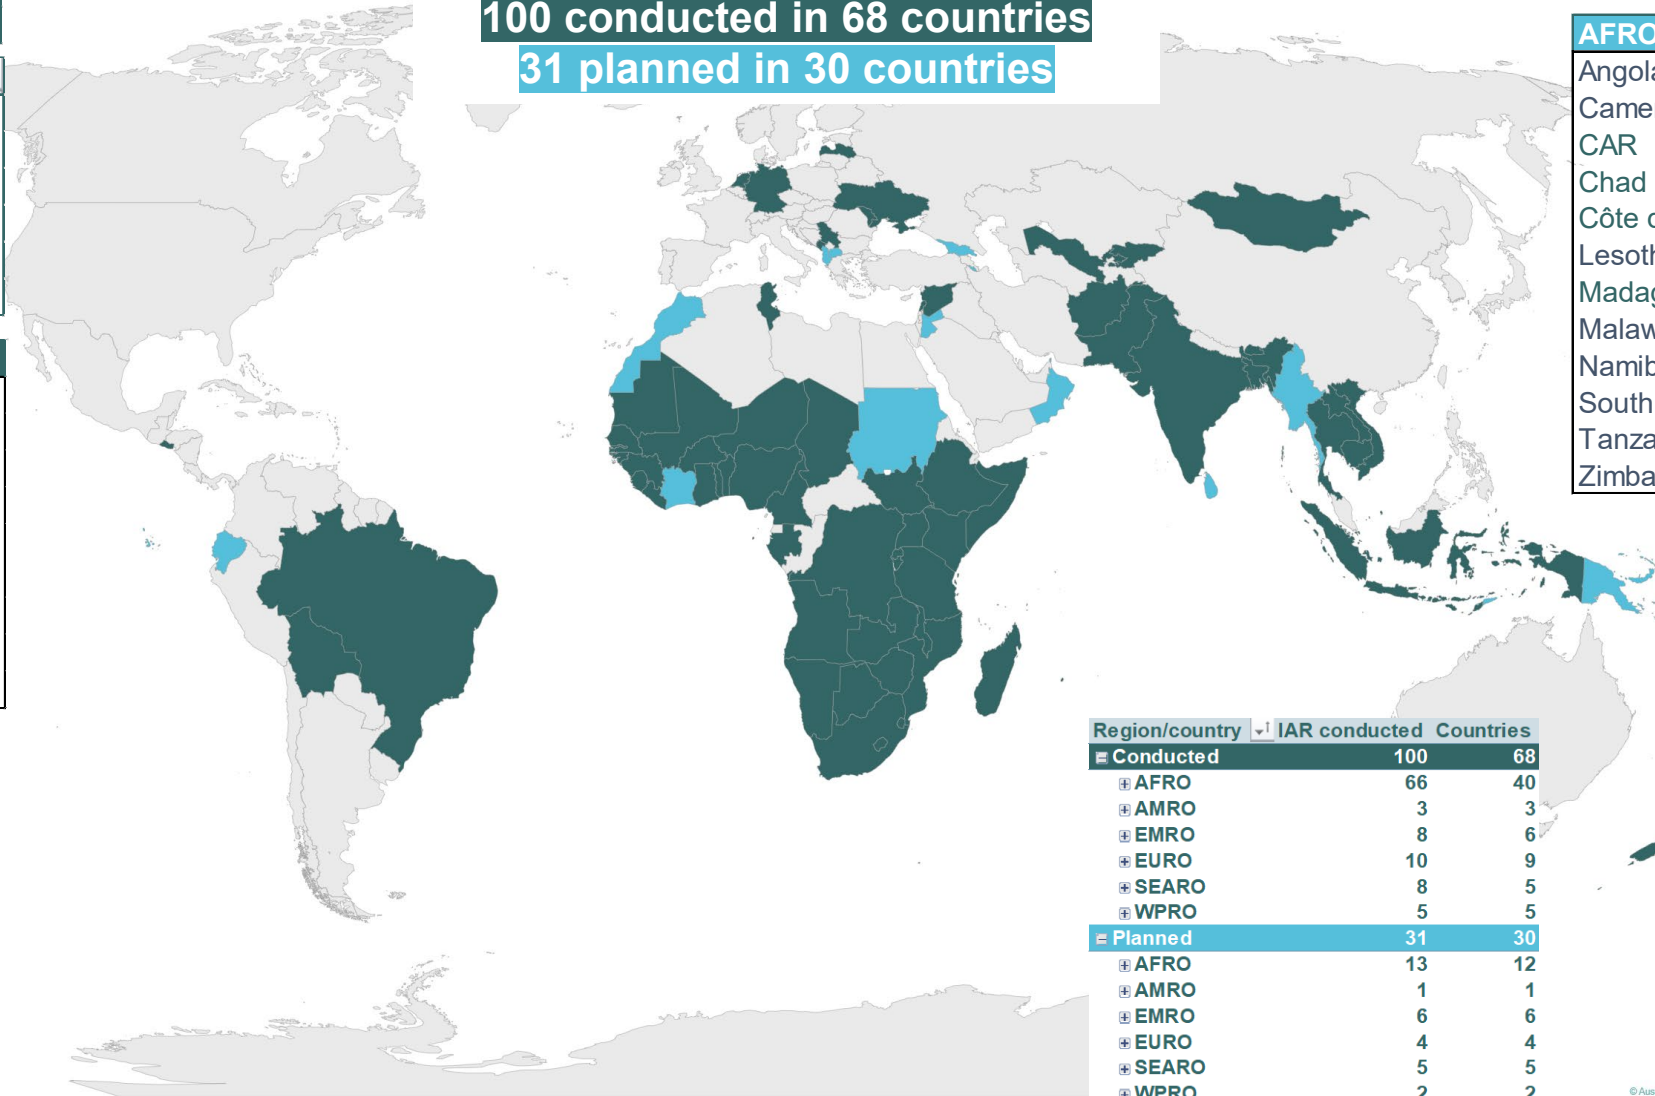 100 conducted in 68 countries
31 planned in 30 countries
AFRO
CAR
Chad
Region/country IAR conducted Countries
Conducted 100 68
AFRO 66 40
AMRO 3 3
EMRO 8 6
EURO 10 9
SEARO 8 5
WPRO 5 5
Planned 31 30
AFRO 13 12
AMRO 1 1
EMRO 6 6
EURO 4 4
SEARO 5 5
WPRO 2 2